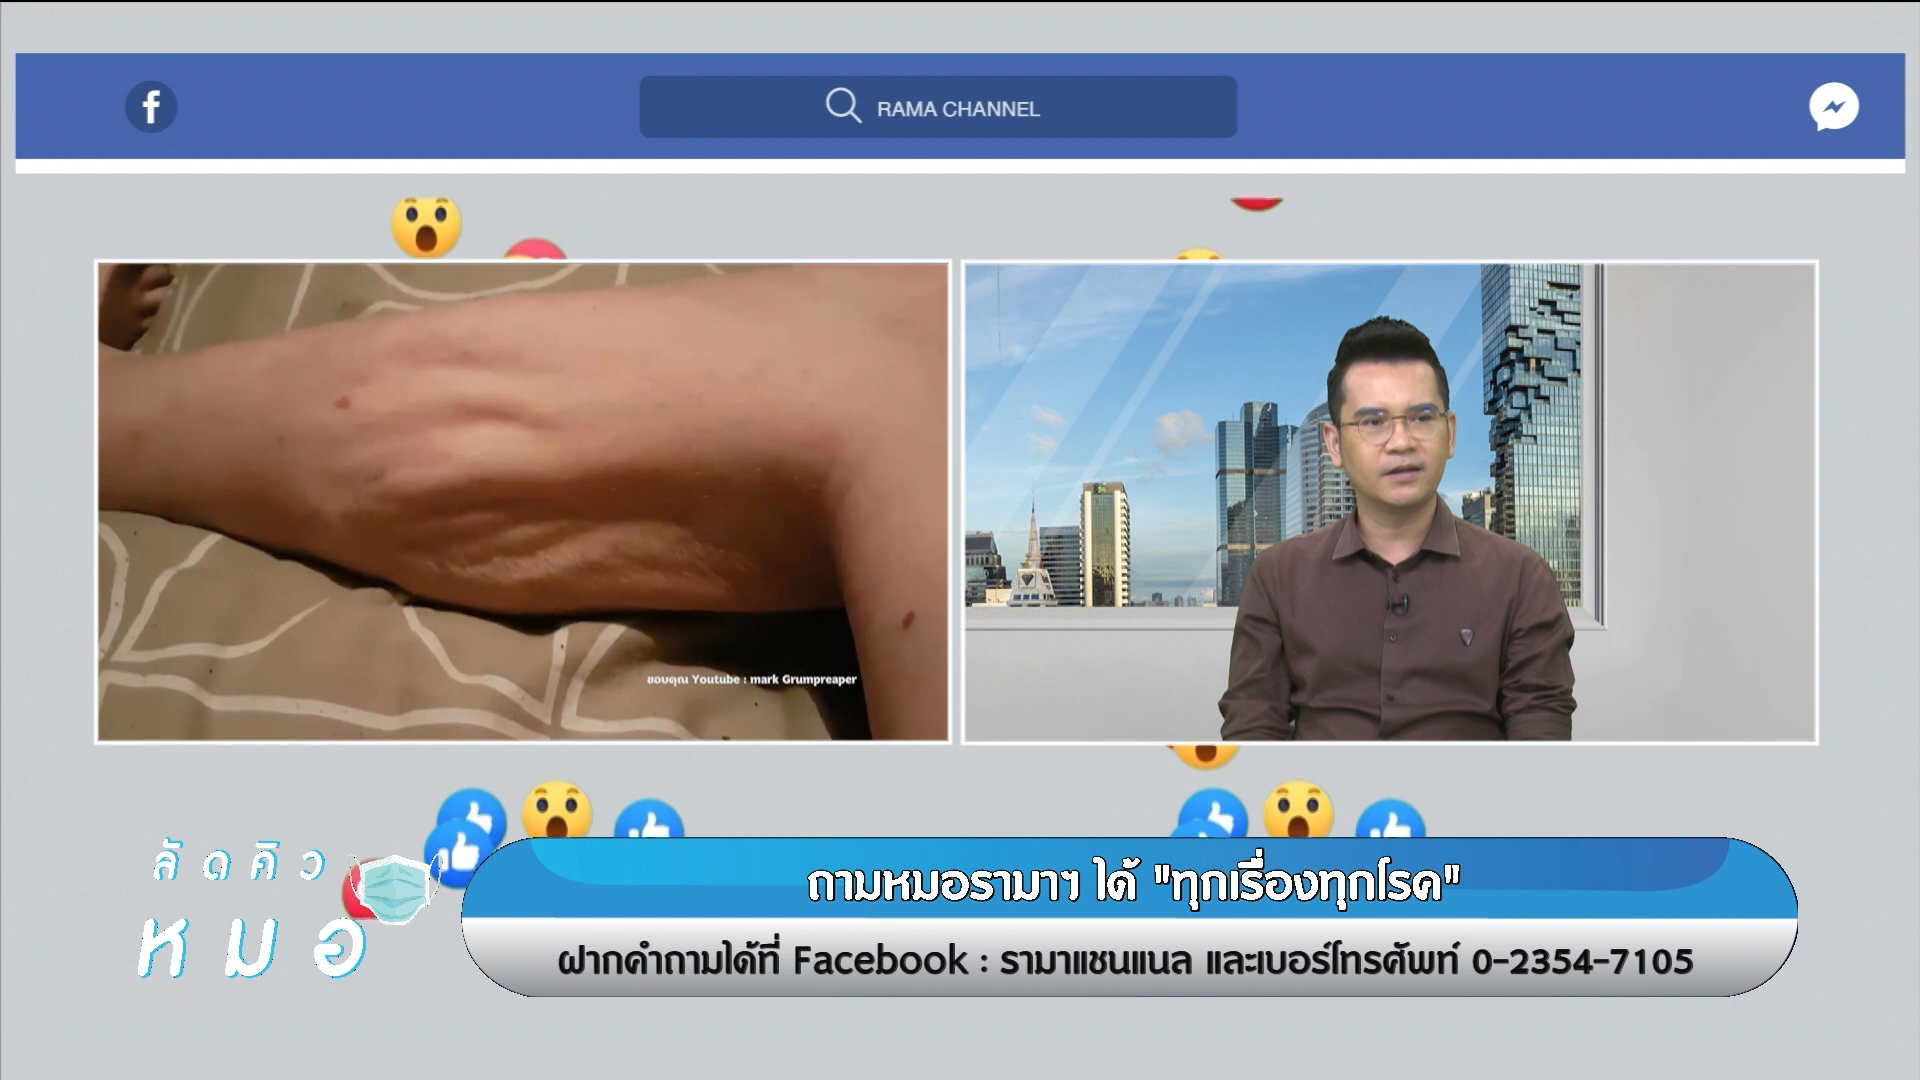 RAMA CHANNEL
ขอบคุณ Youtube : mark Grumpreaper
ลัดคิว
หมอ
ถามหมอรามาฯ ได้ "ทุกเรื่องทุกโรค"
ฝากคำถามได้ที่ Facebook : รามาแชนแนล และเบอร์โทรศัพท์ 0-2354-7105